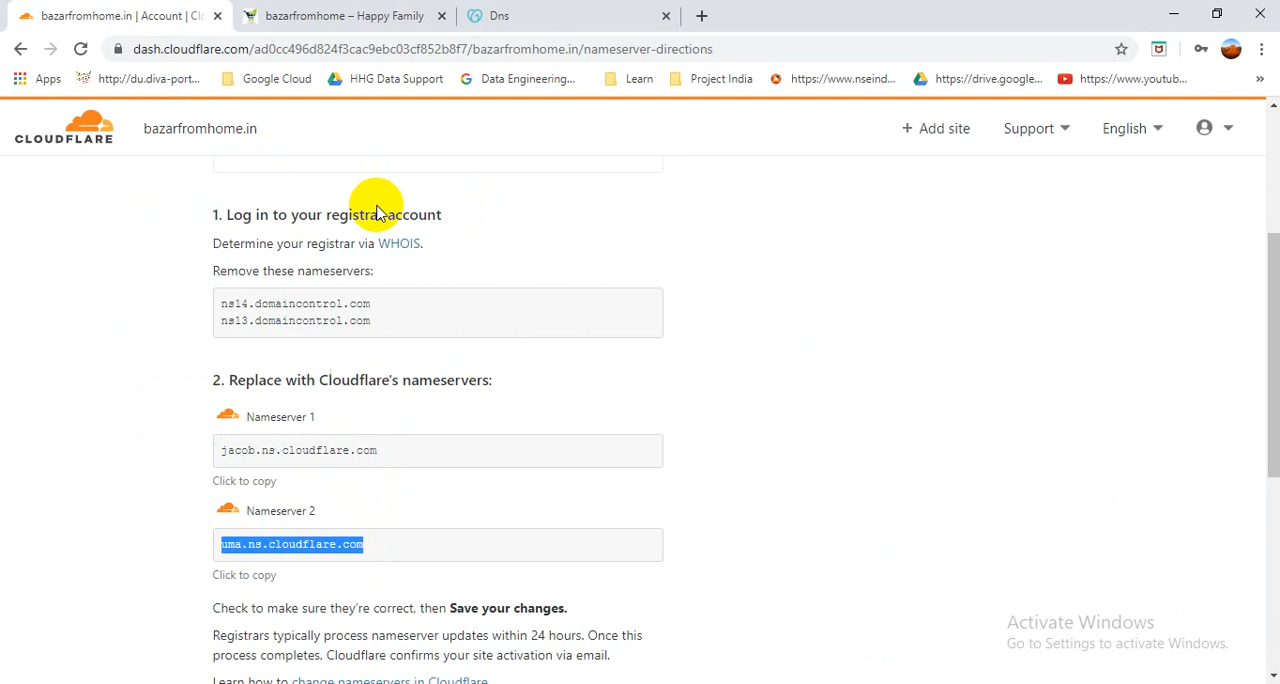 bazarfromhome.in | Account | Clo
bazarfromhome – Happy Family
Dns
dash.cloudflare.com/ad0cc496d824f3cac9ebc03cf852b8f7/bazarfromhome.in/nameserver-directions
Apps
http://du.diva-port...
Google Cloud
HHG Data Support
Data Engineering...
Learn
Project India
https://www.nseind...
https://drive.google...
https://www.youtub...
»
CLOUDFLARE
bazarfromhome.in
+ Add site
Support
English
1. Log in to your registrar account
Determine your registrar via WHOIS.
Remove these nameservers:
ns14.domaincontrol.com
ns13.domaincontrol.com
2. Replace with Cloudflare's nameservers:
Nameserver 1
jacob.ns.cloudflare.com
Click to copy
Nameserver 2
uma.ns.cloudflare.com
Click to copy
Check to make sure they're correct, then Save your changes.
Registrars typically process nameserver updates within 24 hours. Once this
process completes, Cloudflare confirms your site activation via email.
Learn how to change nameservers in Cloudflare
Activate Windows
Go to Settings to activate Windows.